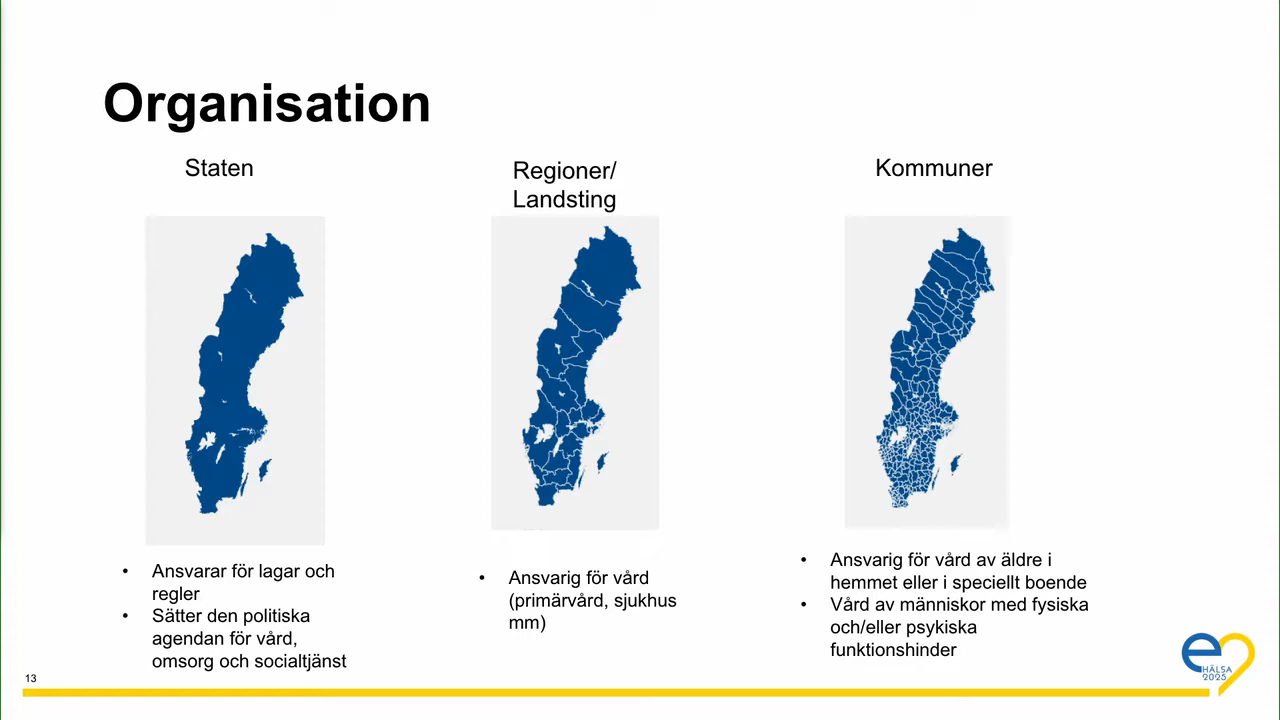 Organisation
Staten
Regioner/
Landsting
Kommuner
• Ansvarar för lagar och
regler
• Sätter den politiska
agendan för vård,
omsorg och socialtjänst
• Ansvarig för vård
(primärvård, sjukhus
mm)
• Ansvarig för vård av äldre i
hemmet eller i speciellt boende
• Vård av människor med fysiska
och/eller psykiska
funktionshinder
13
e
HÄLSA
2025